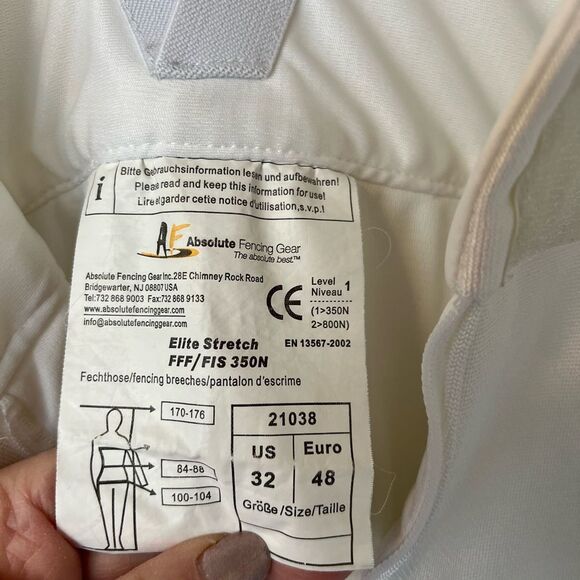 Bitte Gebrauchsinformation lesen und aufbewahren!
i
Please read and keep this information for use!
Lire et garder cette notice d'utilisation,s.v.p.!
AF Absolute Fencing Gear
The absolute best™
Absolute Fencing Gear Inc.28E Chimney Rock Road
Bridgewarter, NJ 08807 USA
Tel:732 868 9003 Fax:732 868 9133
www.absolutefencinggear.com
info@absolutefencinggear.com
CE
Level 1
Niveau
(1>350N
2>800N)
EN 13567-2002
Elite Stretch
FFF/FIS 350N
Fechthose/fencing breeches/pantalon d'escrime
170-176
84-88
100-104
21038
US Euro
32 48
Größe/Size/Taille